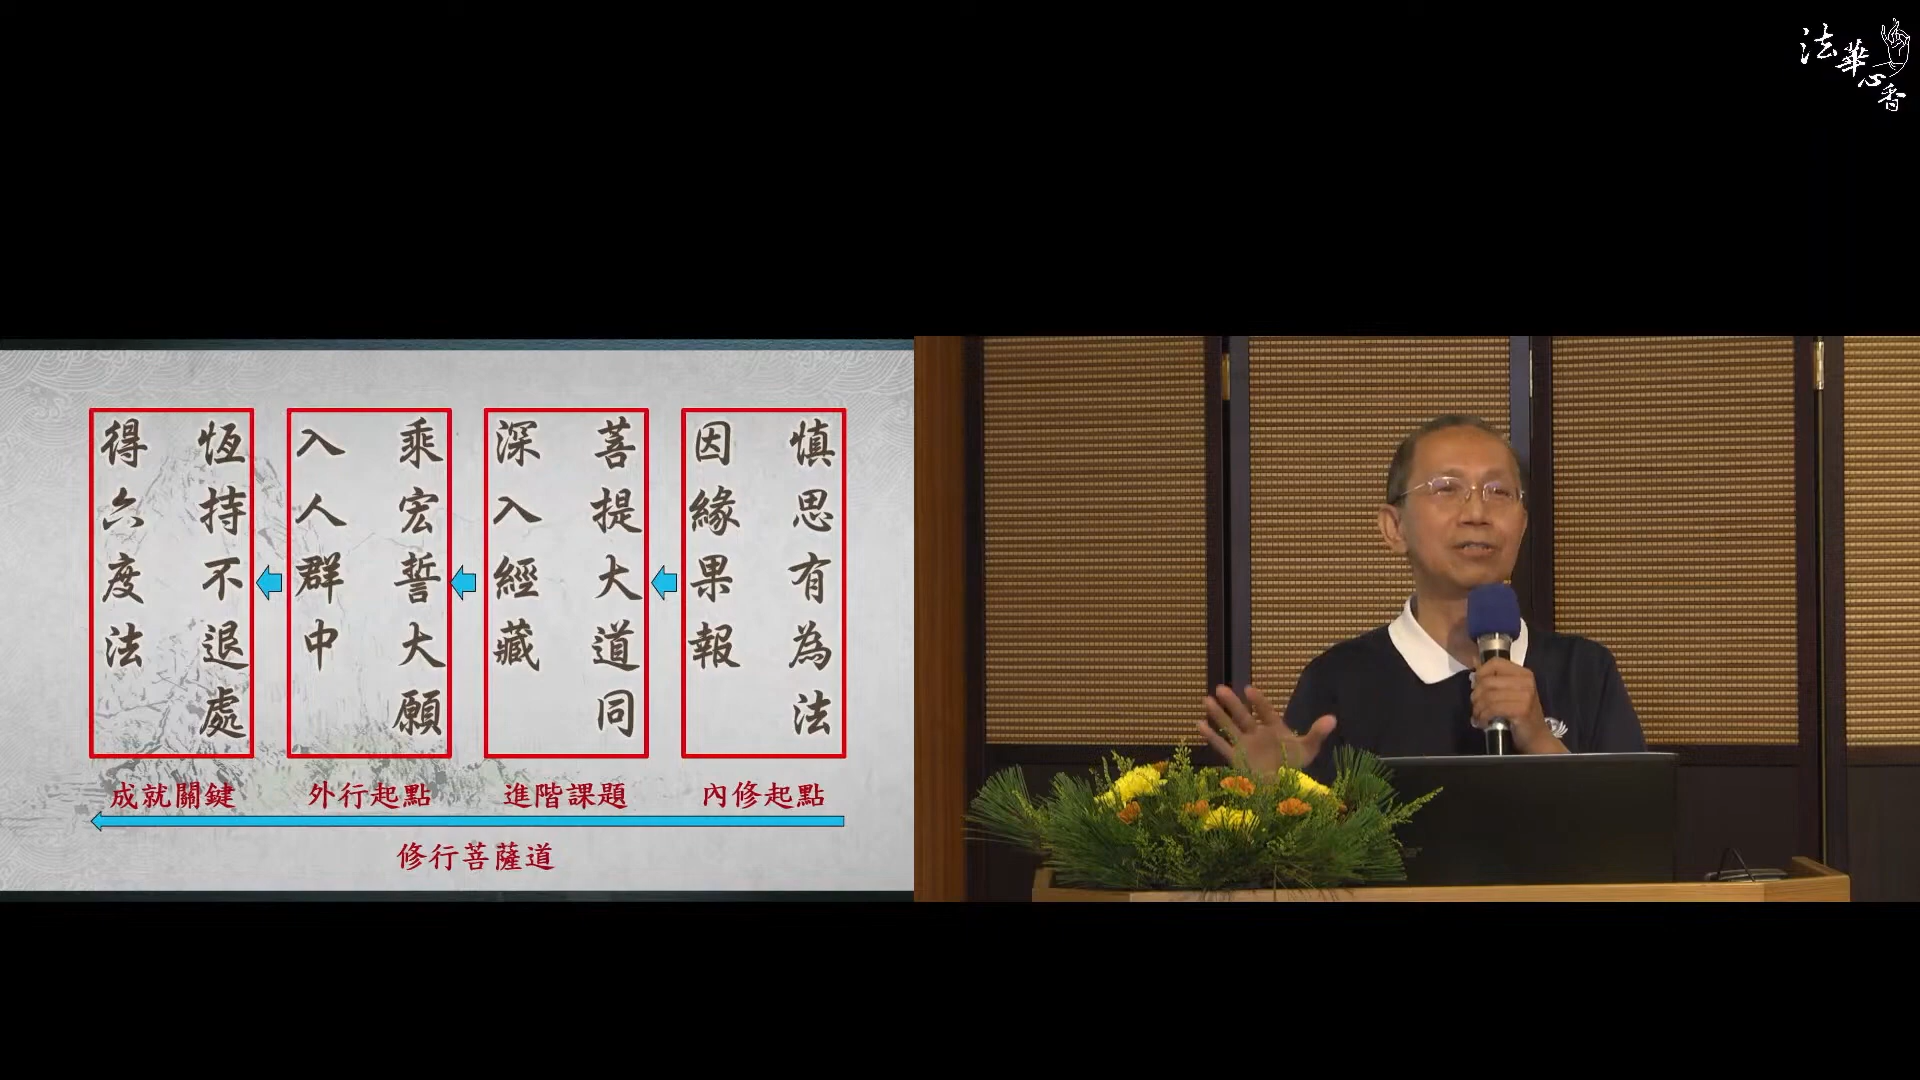 法華心香
慎思有為法
因緣果報
菩提大道同
深入經藏
乘宏誓大願
入人群中
恆持不退處
得六度法
內修起點
進階課題
外行起點
成就關鍵
修行菩薩道